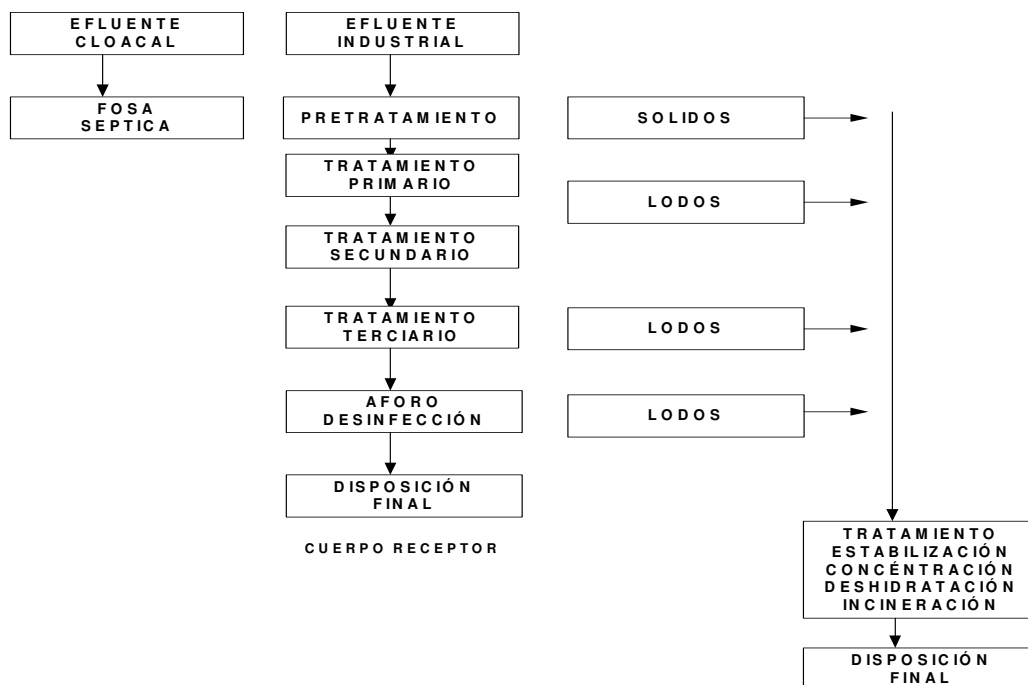 EFLUENTE
CLOACAL
EFLUENTE
INDUSTRIAL
FOSA
SEPTICA
PRETRATAMIENTO
SOLIDOS
TRATAMIENTO
PRIMARIO
LODOS
TRATAMIENTO
SECUNDARIO
TRATAMIENTO
TERCIARIO
LODOS
AFORO
DESINFECCIÓN
LODOS
DISPOSICIÓN
FINAL
CUERPO RECEPTOR
TRATAMIENTO
ESTABILIZACIÓN
CONCÉNTRACIÓN
DESHIDRATACIÓN
INCINERACIÓN
DISPOSICIÓN
FINAL